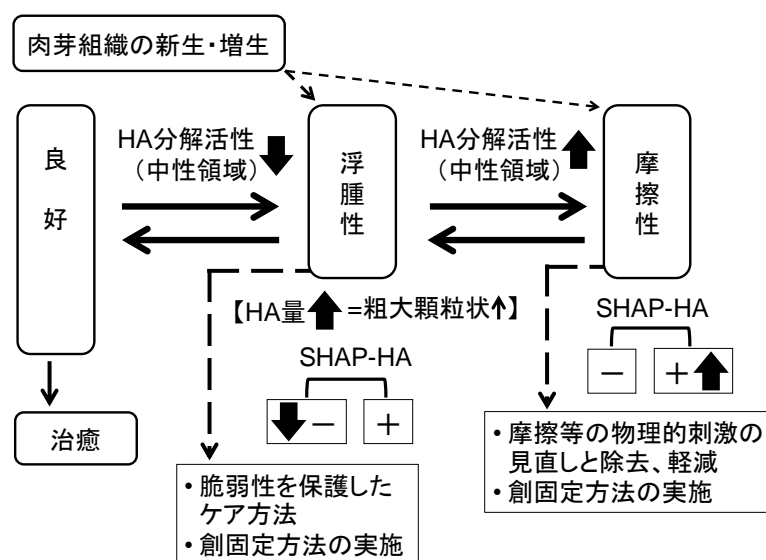 肉芽組織の新生・増生
良
好
HA分解活性
（中性領域）
浮
腫
性
HA分解活性
（中性領域）
摩
擦
性
【HA量⬆=粗大顆粒状↑】
SHAP-HA
⬇−
＋
SHAP-HA
−
＋⬆
治癒
・脆弱性を保護した
ケア方法
・創固定方法の実施
・摩擦等の物理的刺激の
見直しと除去、軽減
・創固定方法の実施